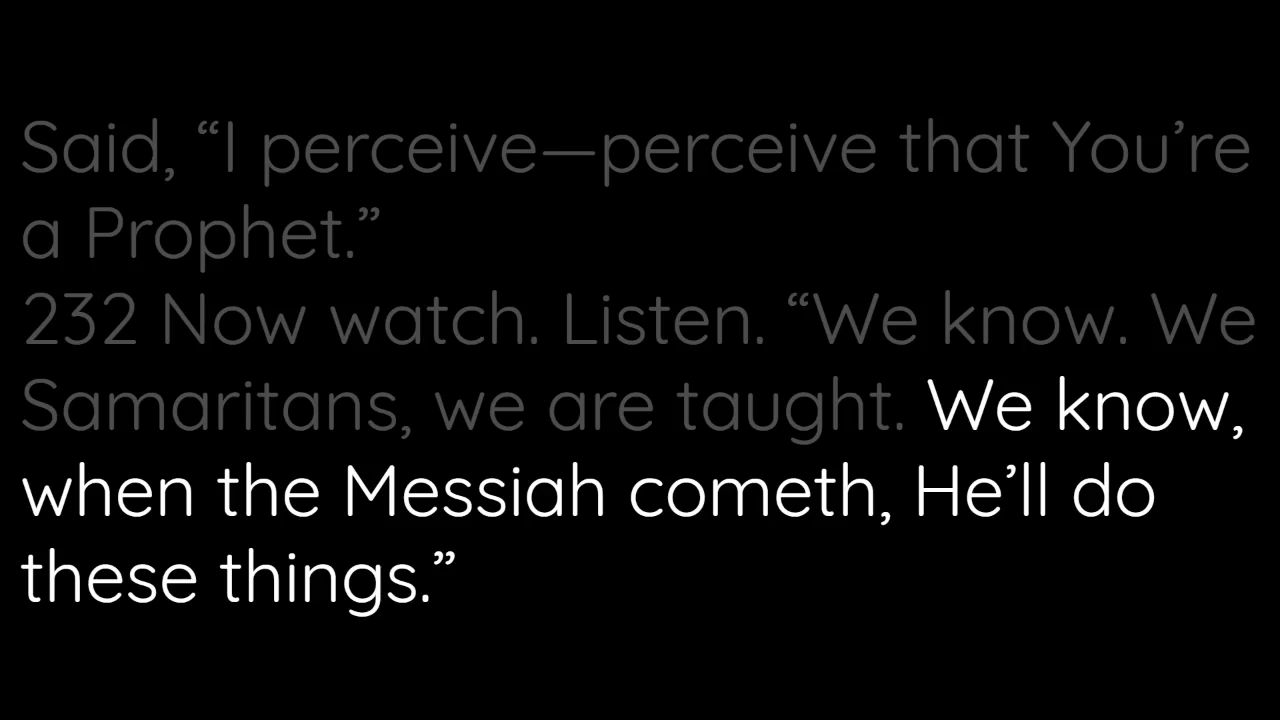 Said, “I perceive—perceive that You’re
a Prophet.”
232 Now watch. Listen. “We know. We
Samaritans, we are taught. We know,
when the Messiah cometh, He’ll do
these things.”